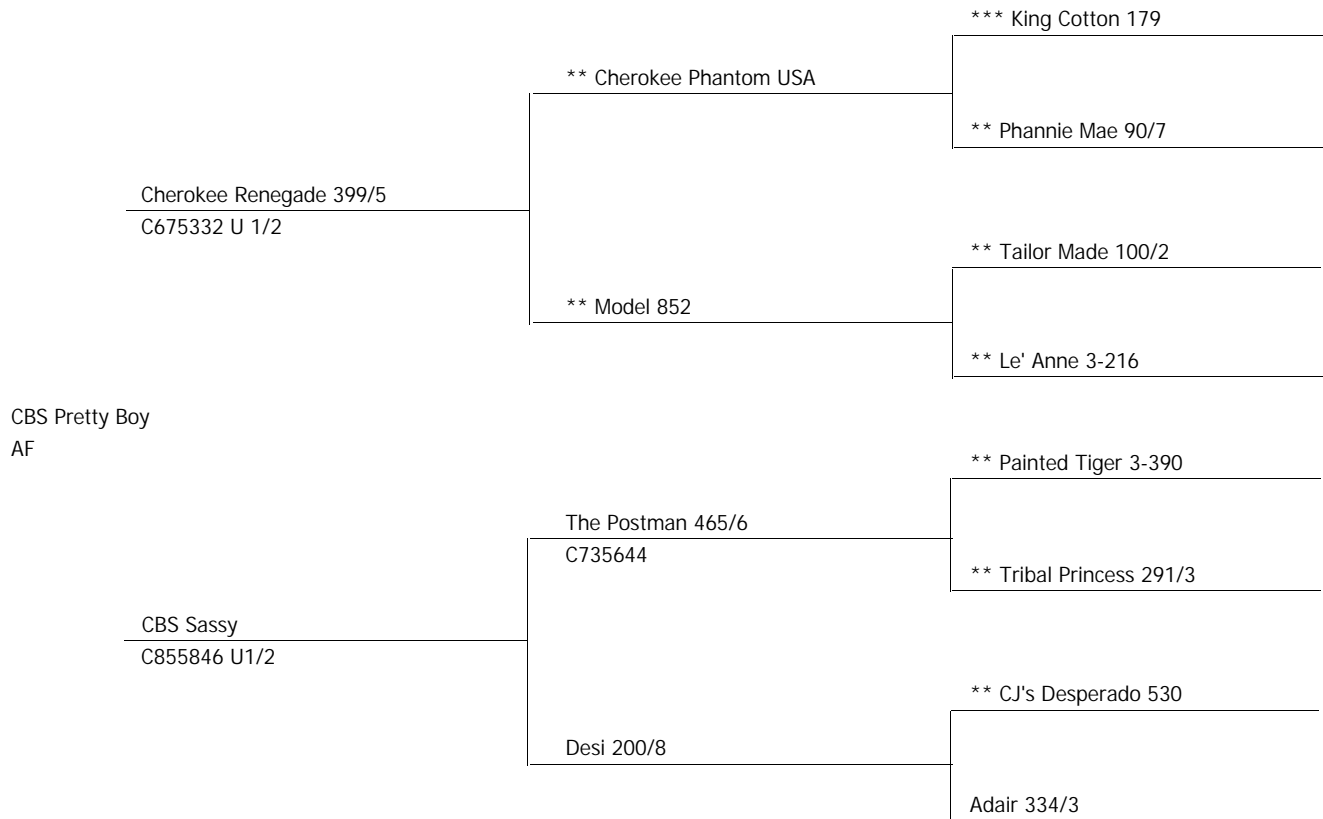 *** King Cotton 179
** Cherokee Phantom USA
** Phannie Mae 90/7
Cherokee Renegade 399/5
C675332 U 1/2
** Tailor Made 100/2
** Model 852
** Le' Anne 3-216
CBS Pretty Boy
AF
** Painted Tiger 3-390
The Postman 465/6
C735644
** Tribal Princess 291/3
CBS Sassy
C855846 U1/2
** CJ's Desperado 530
Desi 200/8
Adair 334/3